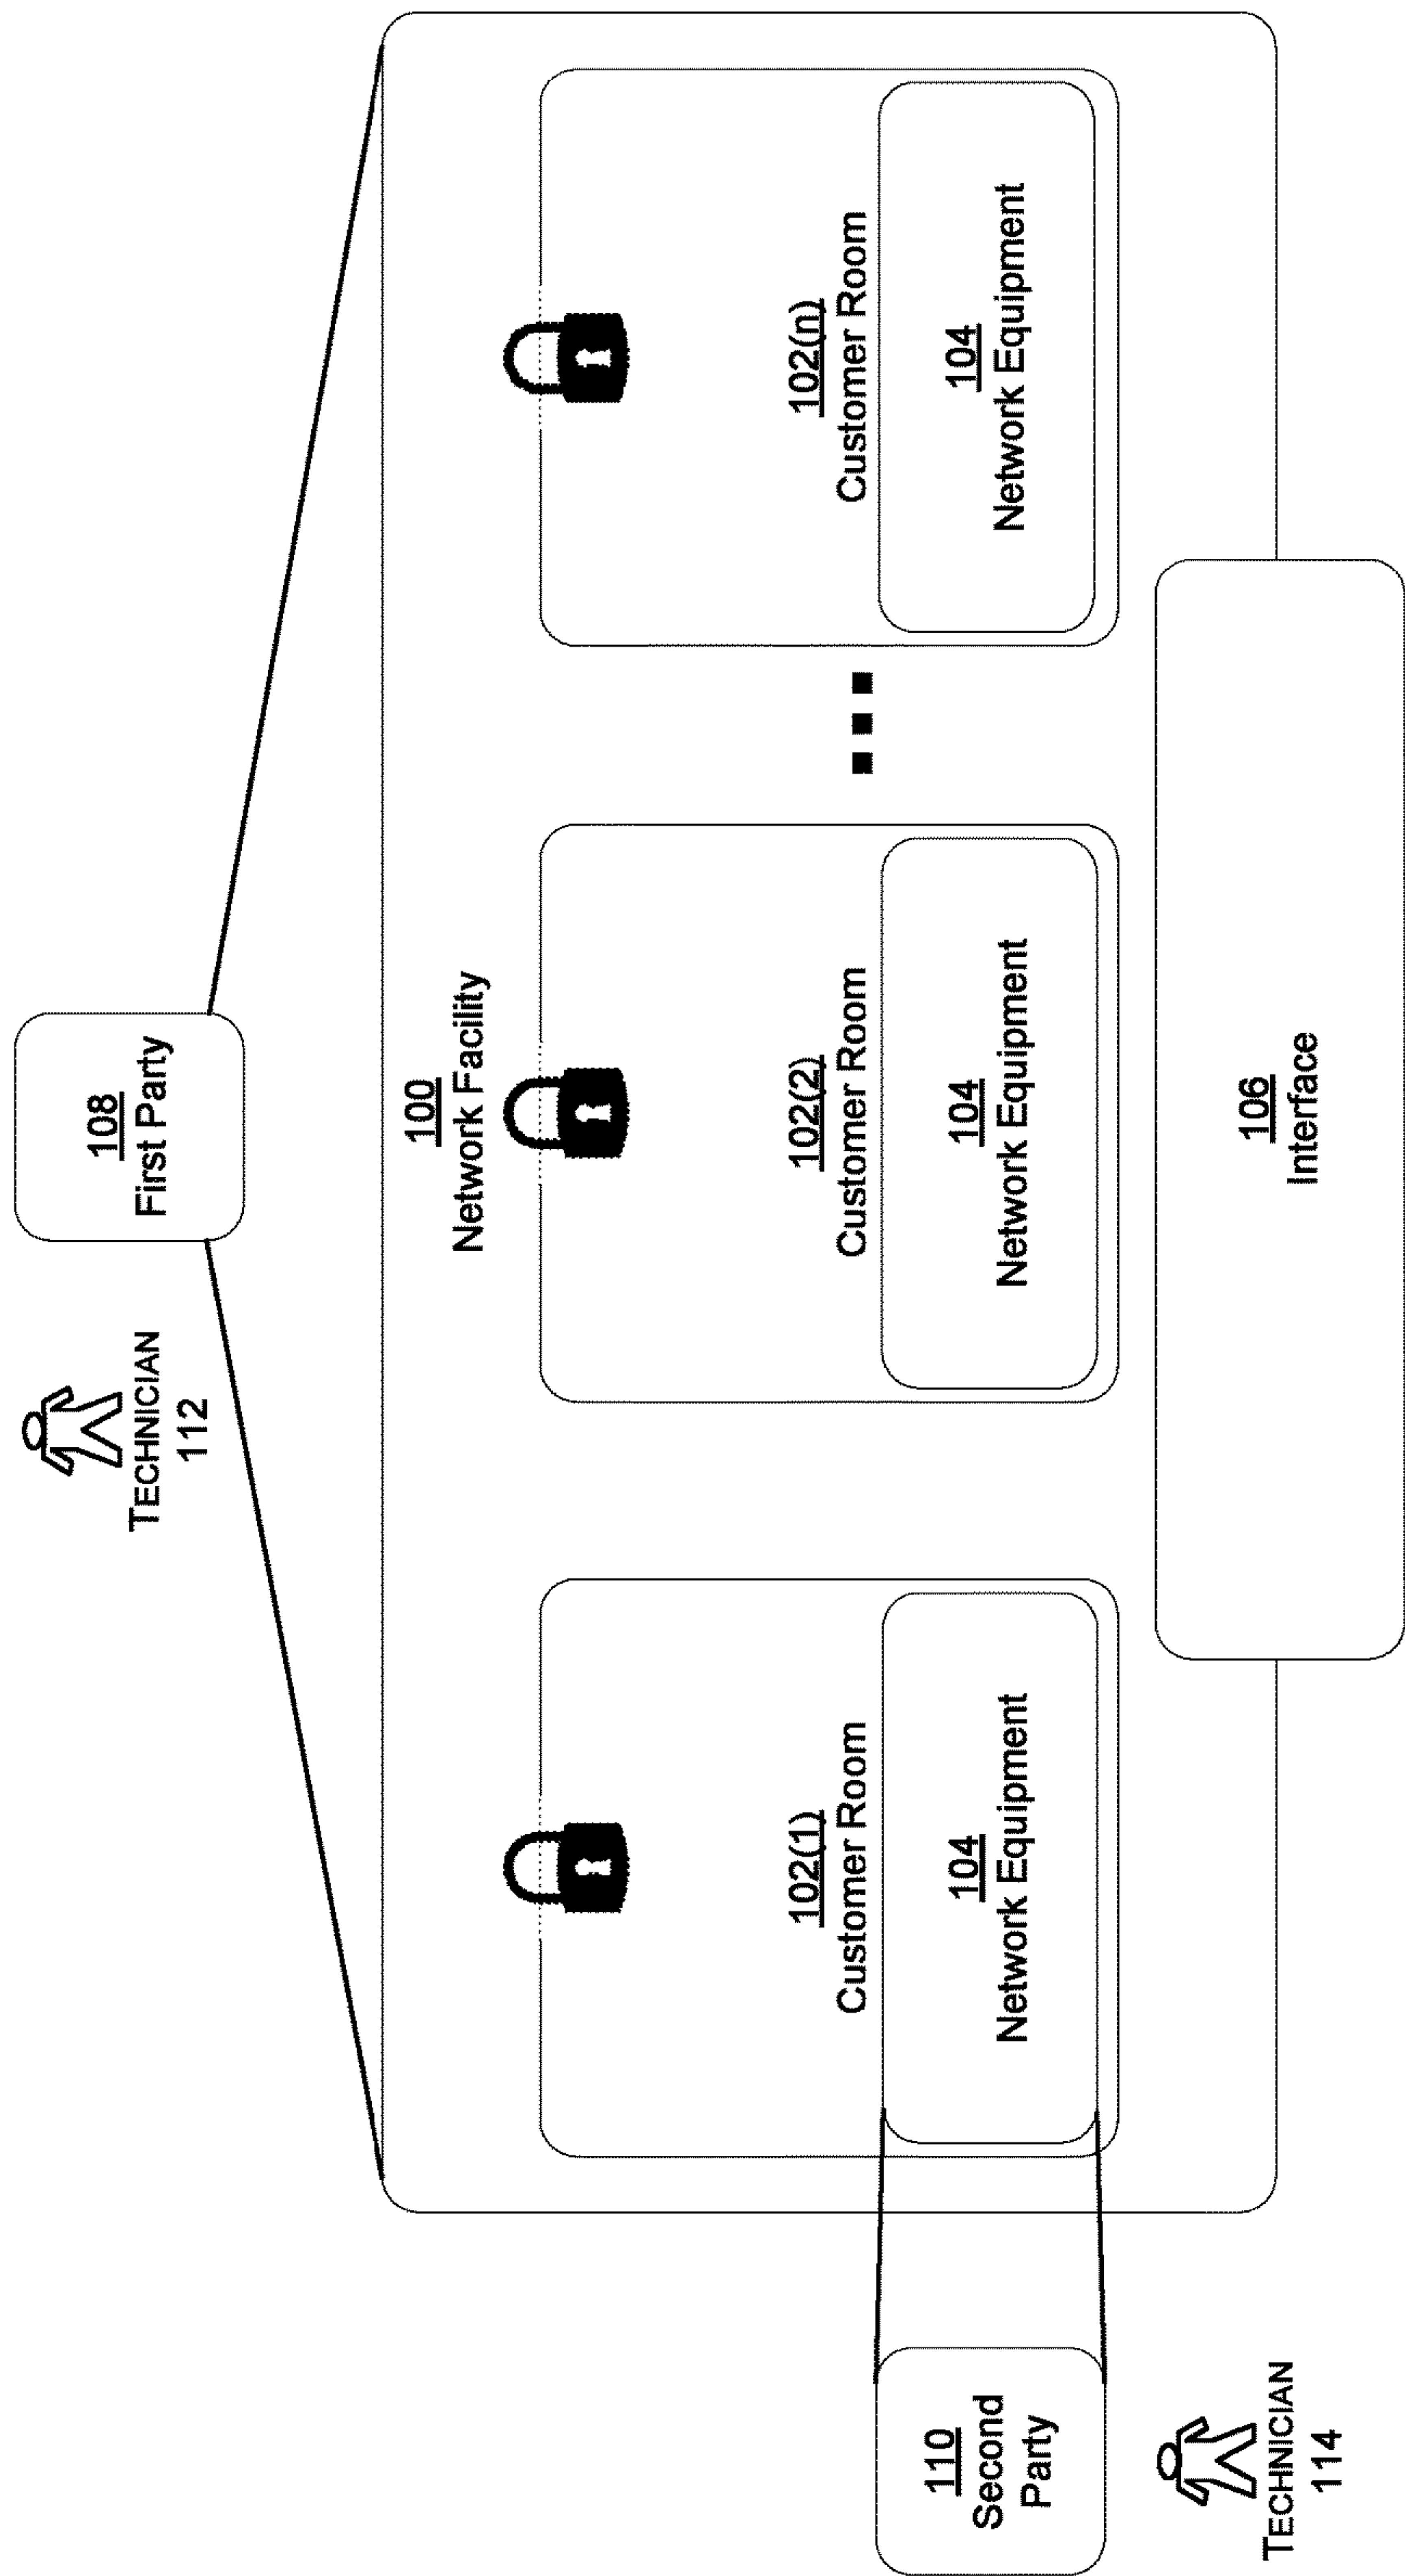 108
First Party
TECHNICIAN
112
100
Network Facility
102(1)
Customer Room
104
Network Equipment
102(2)
Customer Room
104
Network Equipment
102(n)
Customer Room
104
Network Equipment
110
Second
Party
106
Interface
TECHNICIAN
114